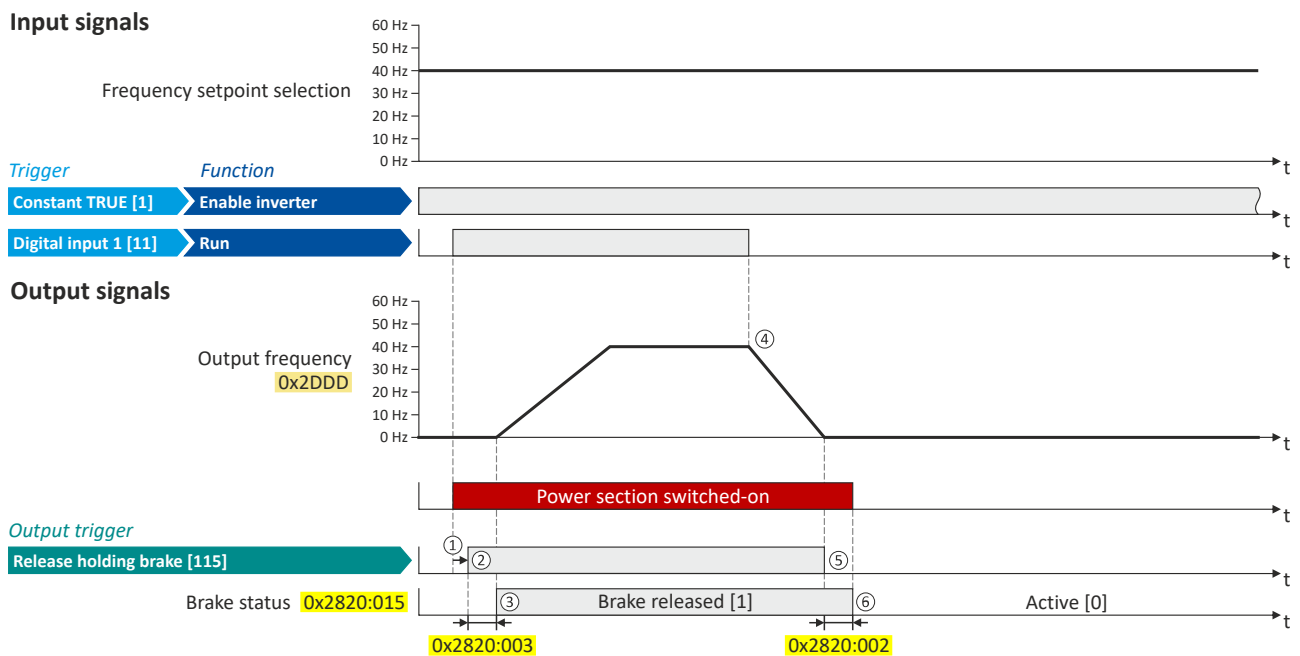 Input signals
Frequency setpoint selection
60 Hz
50 Hz
40 Hz
30 Hz
20 Hz
10 Hz
0 Hz
t
Trigger Function
Constant TRUE [1] Enable inverter
t
Digital input 1 [11] Run
t
Output signals
Output frequency
0x2DDD
60 Hz
50 Hz
40 Hz
30 Hz
20 Hz
10 Hz
0 Hz
④
t
Power section switched-on
t
Output trigger
Release holding brake [115]
① ② ⑤
t
Brake status 0x2820:015
③ Brake released [1] ⑥ Active [0]
t
0x2820:003 0x2820:002